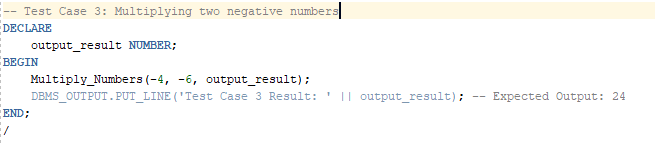 -- Test Case 3: Multiplying two negative numbers
DECLARE
    output_result NUMBER;
BEGIN
    Multiply_Numbers(-4, -6, output_result);
    DBMS_OUTPUT.PUT_LINE('Test Case 3 Result: ' || output_result); -- Expected Output: 24
END;
/